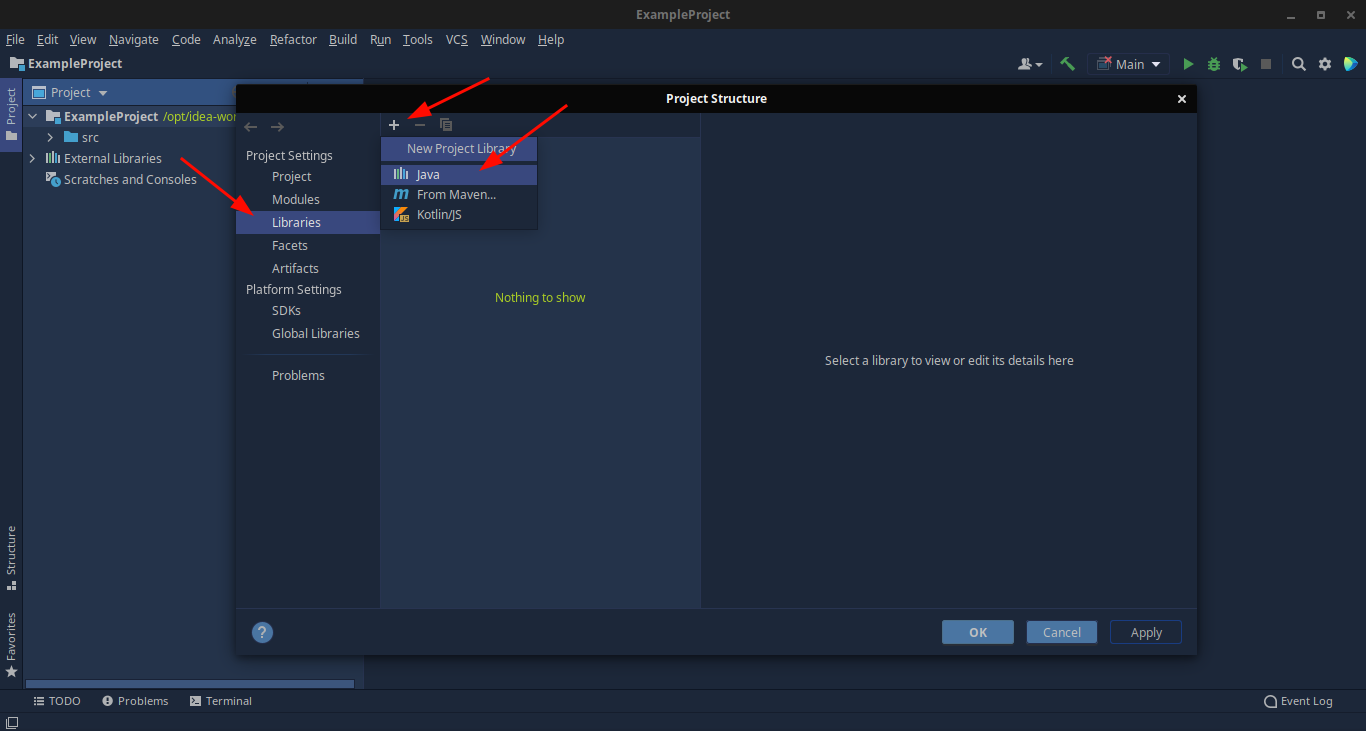 ExampleProject
File Edit View Navigate Code Analyze Refactor Build Run Tools VCS Window Help
ExampleProject
Main
Project
Project
ExampleProject /opt/idea-wor
src
External Libraries
Scratches and Consoles
Structure
Favorites
Project Structure
Project Settings
Project
Modules
Libraries
Facets
Artifacts
Platform Settings
SDKs
Global Libraries
Problems
New Project Library
Java
From Maven...
JS
Kotlin/JS
Nothing to show
Select a library to view or edit its details here
?
OK Cancel Apply
TODO Problems Terminal
Event Log